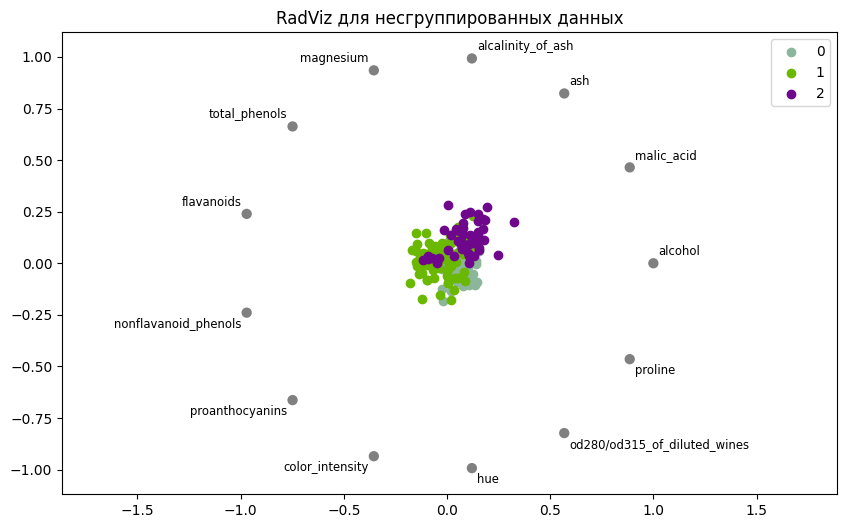 RadViz для несгруппированных данных
0
1
2
alcalinity_of_ash
magnesium
ash
total_phenols
malic_acid
flavanoids
alcohol
nonflavanoid_phenols
proline
proanthocyanins
od280/od315_of_diluted_wines
color_intensity
hue
1.00
0.75
0.50
0.25
0.00
−0.25
−0.50
−0.75
−1.00
−1.5
−1.0
−0.5
0.0
0.5
1.0
1.5